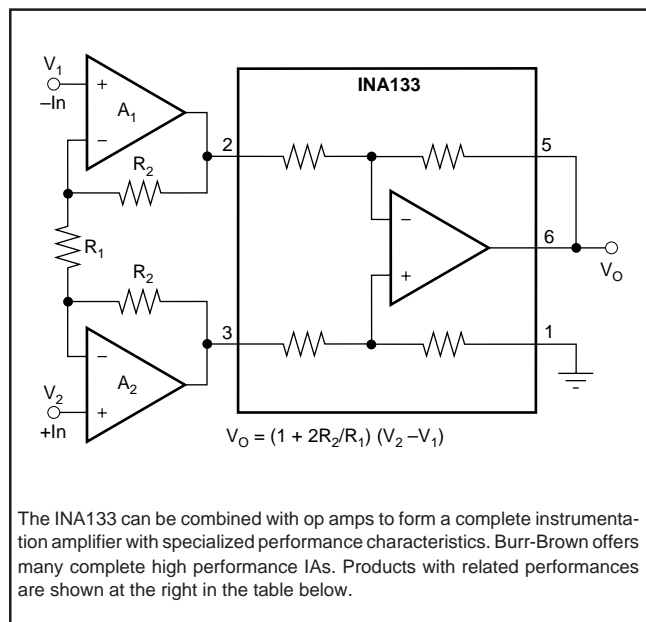 INA133
V1
–In
+
A1
–
R2
2
5
R1
–
+
6
VO
R2
3
1
–
A2
V2
+
+In
VO = (1 + 2R2/R1) (V2 –V1)
The INA133 can be combined with op amps to form a complete instrumenta-
tion amplifier with specialized performance characteristics. Burr-Brown offers
many complete high performance IAs. Products with related performances
are shown at the right in the table below.